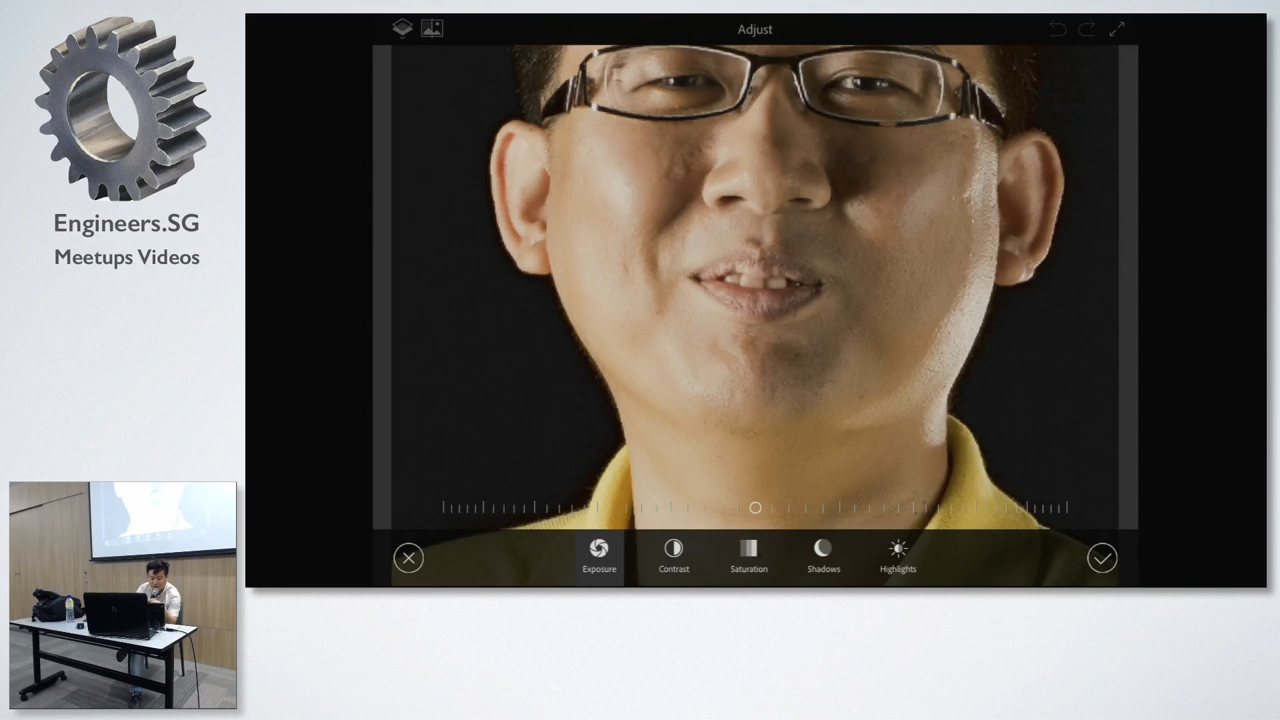 Engineers.SG
Meetups Videos
Adjust
Exposure
Contrast
Saturation
Shadows
Highlights